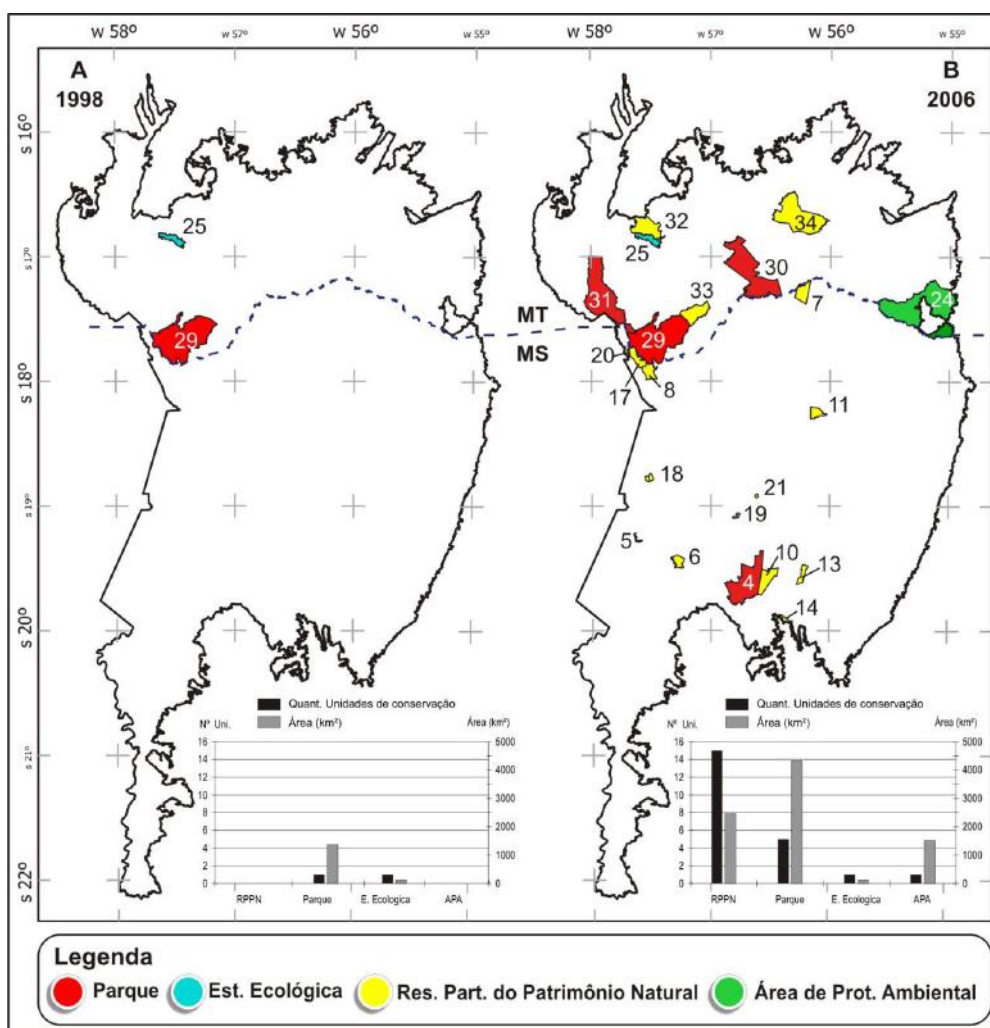 W 58º W 57º W 56º W 55º W 58º W 57º W 56º W 55º
A B
1998 2006
S 16º
S 17º
S 18º
S 19º
S 20º
S 21º
S 22º
25
29
MT
MS
32
25
34
30
31
33
7
24
29
20
17
8
11
18
21
19
5
6
4
10
13
14
Quant. Unidades de conservação
Nº Uni. Área (km²) Área (km²)
16 5000
14
12 4000
10 3000
8
6 2000
4 1000
2
0 0
RPPN Parque E. Ecologica APA
Quant. Unidades de conservação
Nº Uni. Área (km²) Área (km²)
16 5000
14
12 4000
10 3000
8
6 2000
4 1000
2
0 0
RPPN Parque E. Ecologica APA
Legenda
Parque Est. Ecológica Res. Part. do Patrimônio Natural Área de Prot. Ambiental